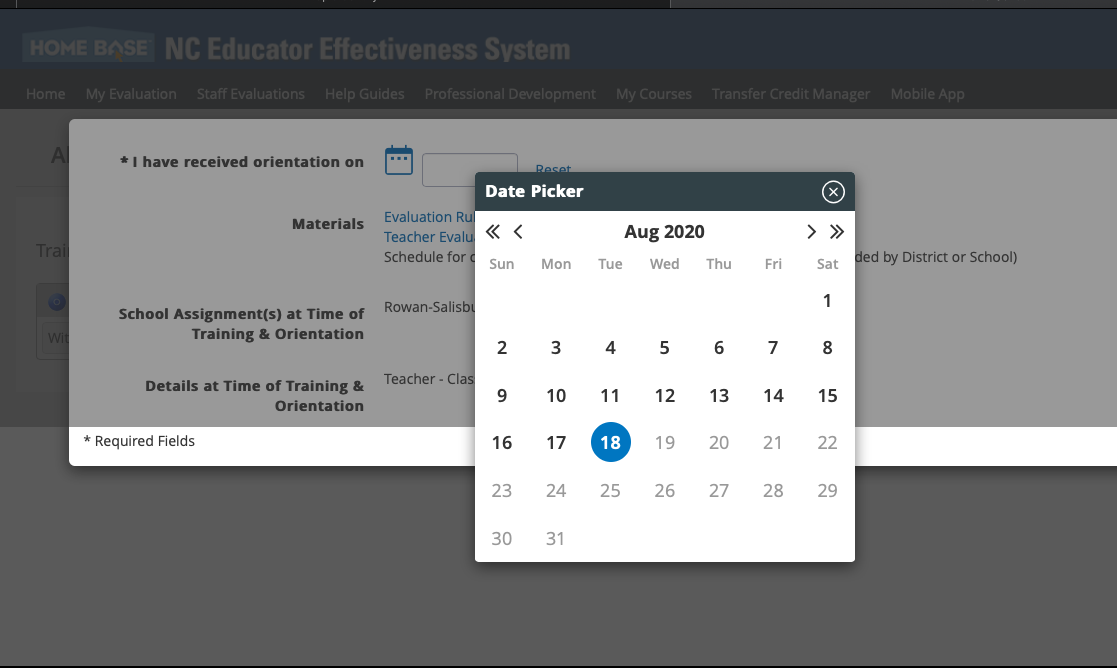 HOME BASE NC Educator Effectiveness System
Home My Evaluation Staff Evaluations Help Guides Professional Development My Courses Transfer Credit Manager Mobile App
* I have received orientation on
Reset
Date Picker
Materials
Evaluation Ru
Teacher Evalua
Schedule for c
ded by District or School)
Aug 2020
Sun Mon Tue Wed Thu Fri Sat
1
2 3 4 5 6 7 8
9 10 11 12 13 14 15
16 17 18 19 20 21 22
23 24 25 26 27 28 29
30 31
Trai
Wit
School Assignment(s) at Time of
Training & Orientation
Rowan-Salisbu
Details at Time of Training &
Orientation
Teacher - Clas
* Required Fields